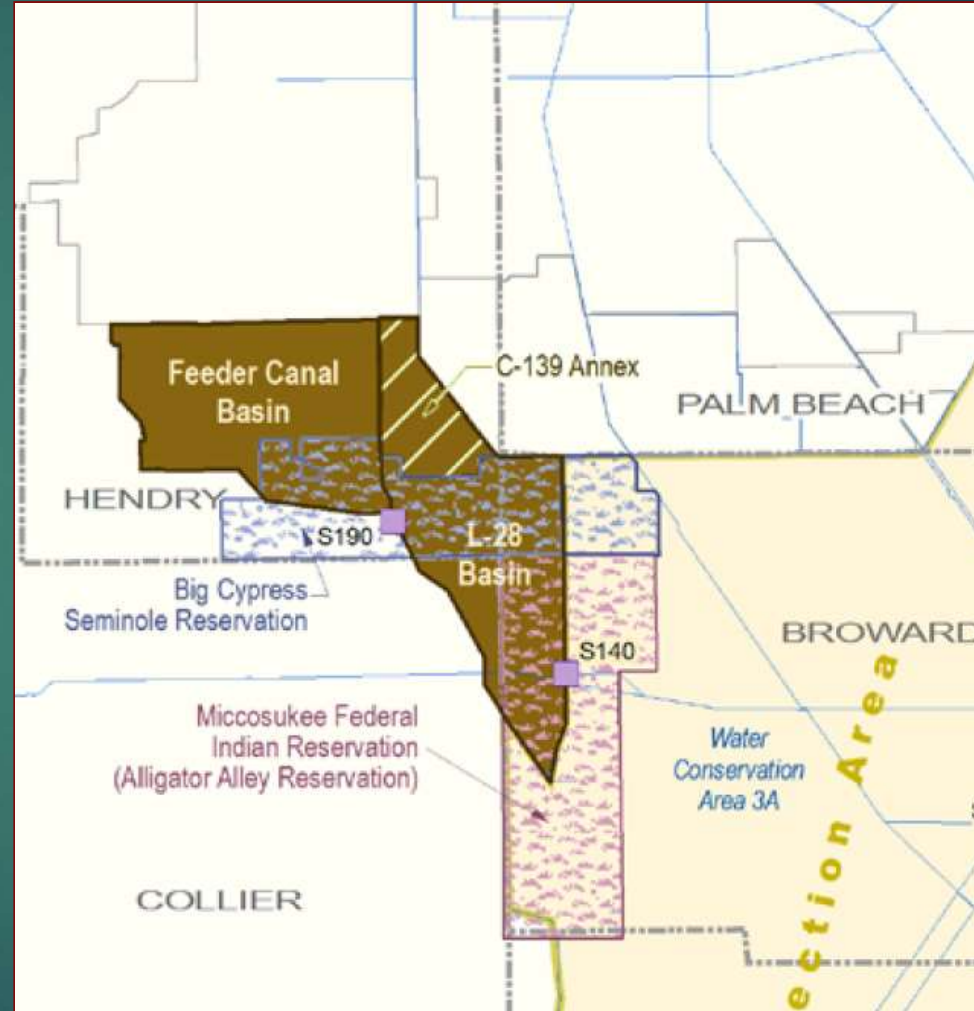 Feeder Canal
Basin
C-139 Annex
PALM BEACH
HENDRY
S190
L-28
Basin
Big Cypress
Seminole Reservation
BROWARD
S140
Miccosukee Federal
Indian Reservation
(Alligator Alley Reservation)
Water
Conservation
Area 3A
COLLIER
ection Area